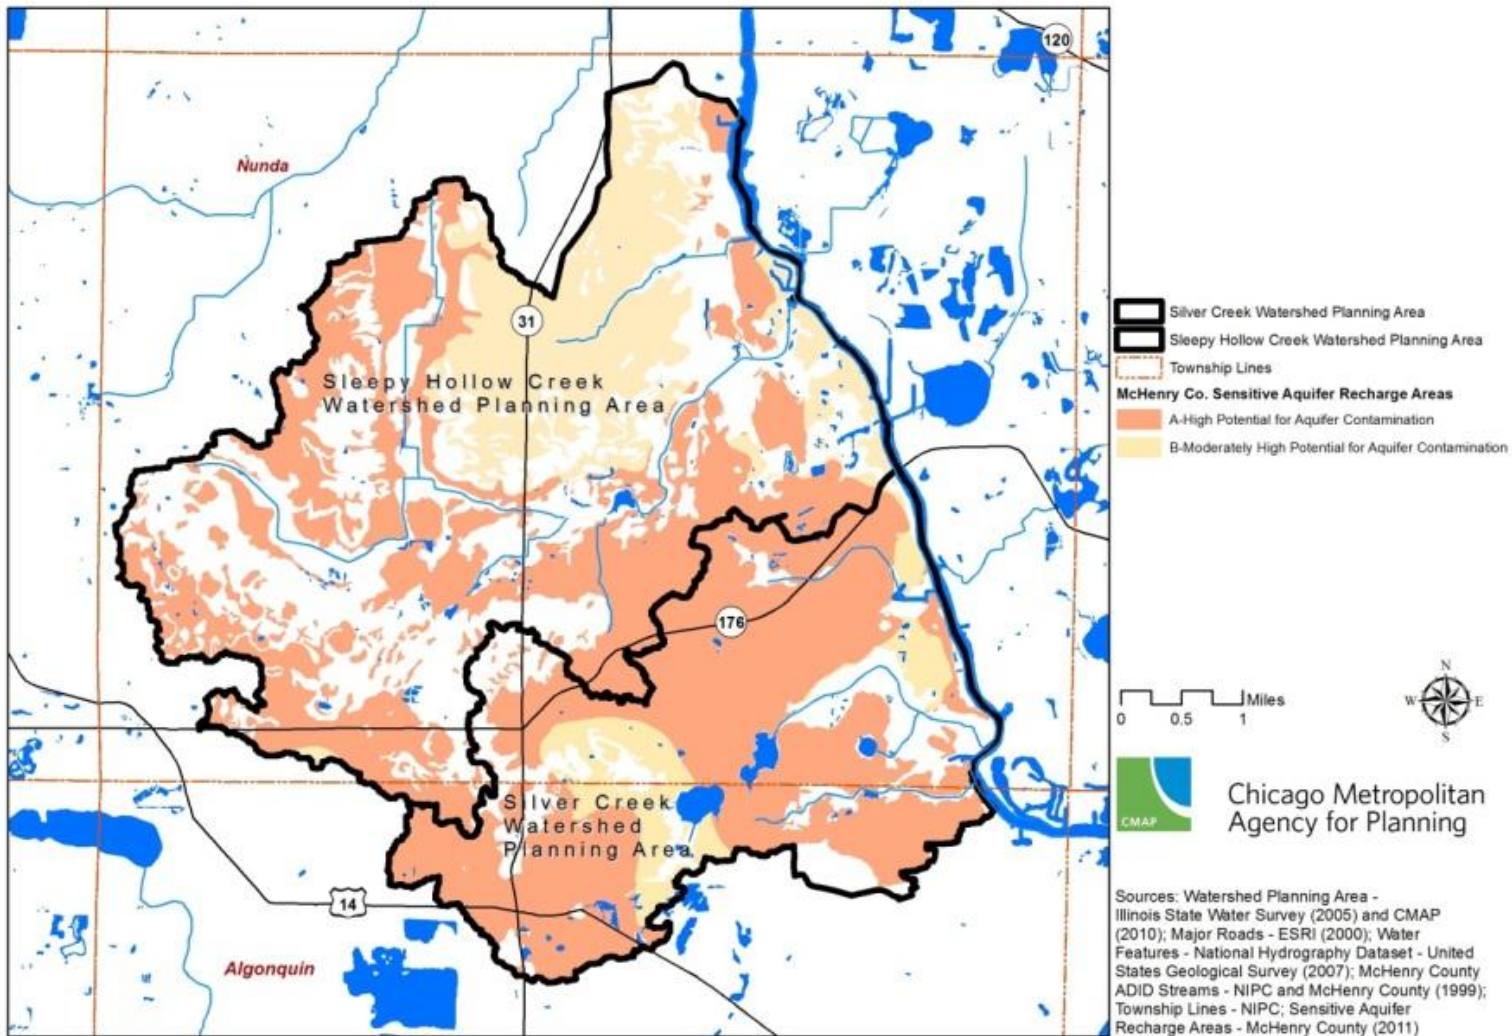 120
Nunda
31
Sleepy Hollow Creek
Watershed Planning Area
176
Silver Creek
Watershed
Planning Area
14
Algonquin
Silver Creek Watershed Planning Area
Sleepy Hollow Creek Watershed Planning Area
Township Lines
McHenry Co. Sensitive Aquifer Recharge Areas
A-High Potential for Aquifer Contamination
B-Moderately High Potential for Aquifer Contamination
Miles
0 0.5 1
N
W E
S
CMAP
Chicago Metropolitan
Agency for Planning
Sources: Watershed Planning Area -
Illinois State Water Survey (2005) and CMAP
(2010); Major Roads - ESRI (2000); Water
Features - National Hydrography Dataset - United
States Geological Survey (2007); McHenry County
ADID Streams - NIPC and McHenry County (1999);
Township Lines - NIPC; Sensitive Aquifer
Recharge Areas - McHenry County (2011)